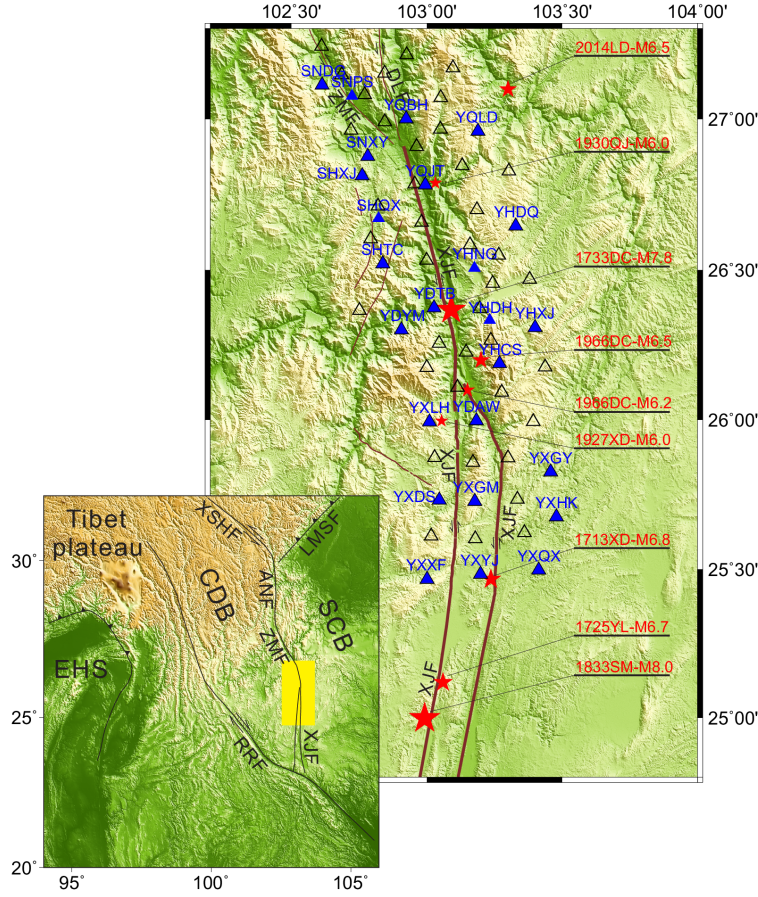 102°30'
103°00'
103°30'
104°00'
2014LD-M6.5
SNDQ
SHPS
ZMF
DLF
YQBH
YQLD
27°00'
1930QJ-M6.0
SNXY
SHXJ
YQJT
SHQX
YHDQ
SHTC
YHNG
XJF
1733DC-M7.8
26°30'
YDTB
YDYM
YHDH
YHXJ
YHCS
1966DC-M6.5
1966DC-M6.2
YXLH
YDAW
26°00'
1927XD-M6.0
XJF
YXGY
YXDS
YXGM
YXHK
XJF
1713XD-M6.8
YXXF
YXYJ
YXQX
25°30'
1725YL-M6.7
XJF
1833SM-M8.0
25°00'
Tibet
plateau
XSHF
LMSF
30°
CDB
ANF
SCB
ZMF
EHS
25°
RRF
XJF
20°
95°
100°
105°